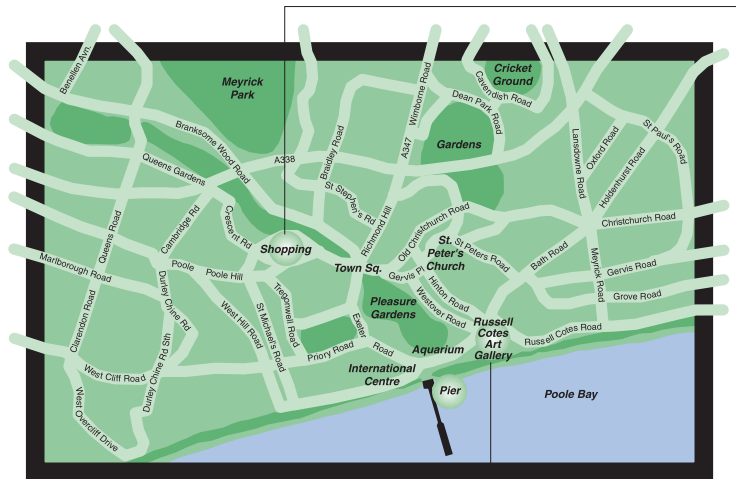 Benellen Avn.
Meyrick
Park
Cricket
Ground
Cavendish Road
Wimborne Road
Dean Park Road
Branksome Wood Road
Gardens
A347
Lansdowne Road
Oxford Road
St Paul's Road
Holdenhurst Road
Queens Gardens
A338
Braidley Road
St Stephen's Rd
Richmond Hill
Queens Road
Cambridge Rd
Crescent Rd
Shopping
Old Christchurch Road
St.
Peter's
Church
St Peters Road
Christchurch Road
Bath Road
Meyrick Road
Marlborough Road
Poole
Poole Hill
Town Sq.
Gervis Pl
Hinton Road
Westover Road
Gervis Road
Grove Road
Clarendon Road
Durley Chine Rd
West Hill Road
St Michael's Road
Tregonwell Road
Pleasure
Gardens
Exeter
Road
Priory Road
Russell
Cotes
Art
Gallery
Russell Cotes Road
Aquarium
International
Centre
West Cliff Road
Durley Chine Rd Sth
West Overcliff Drive
Pier
Poole Bay